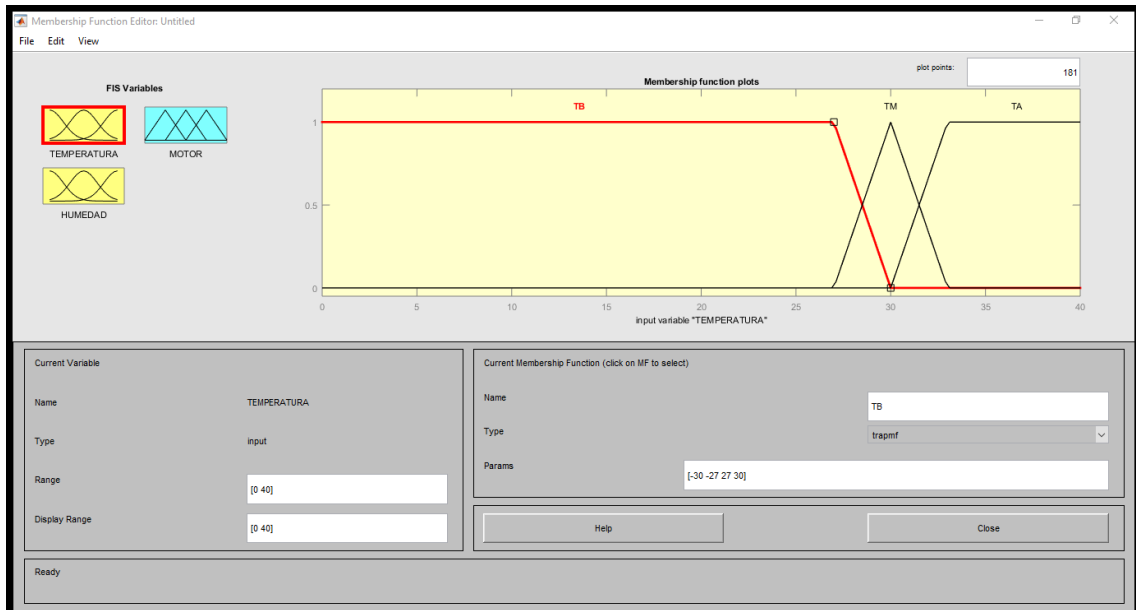 Membership Function Editor: Untitled
File Edit View
FIS Variables
TEMPERATURA
MOTOR
HUMEDAD
plot points:
181
Membership function plots
TB
TM
TA
1
0.5
0
0
5
10
15
20
25
30
35
40
input variable "TEMPERATURA"
Current Variable
Name TEMPERATURA
Type input
Range [0 40]
Display Range [0 40]
Current Membership Function (click on MF to select)
Name TB
Type trapmf
Params [-30 -27 27 30]
Help
Close
Ready